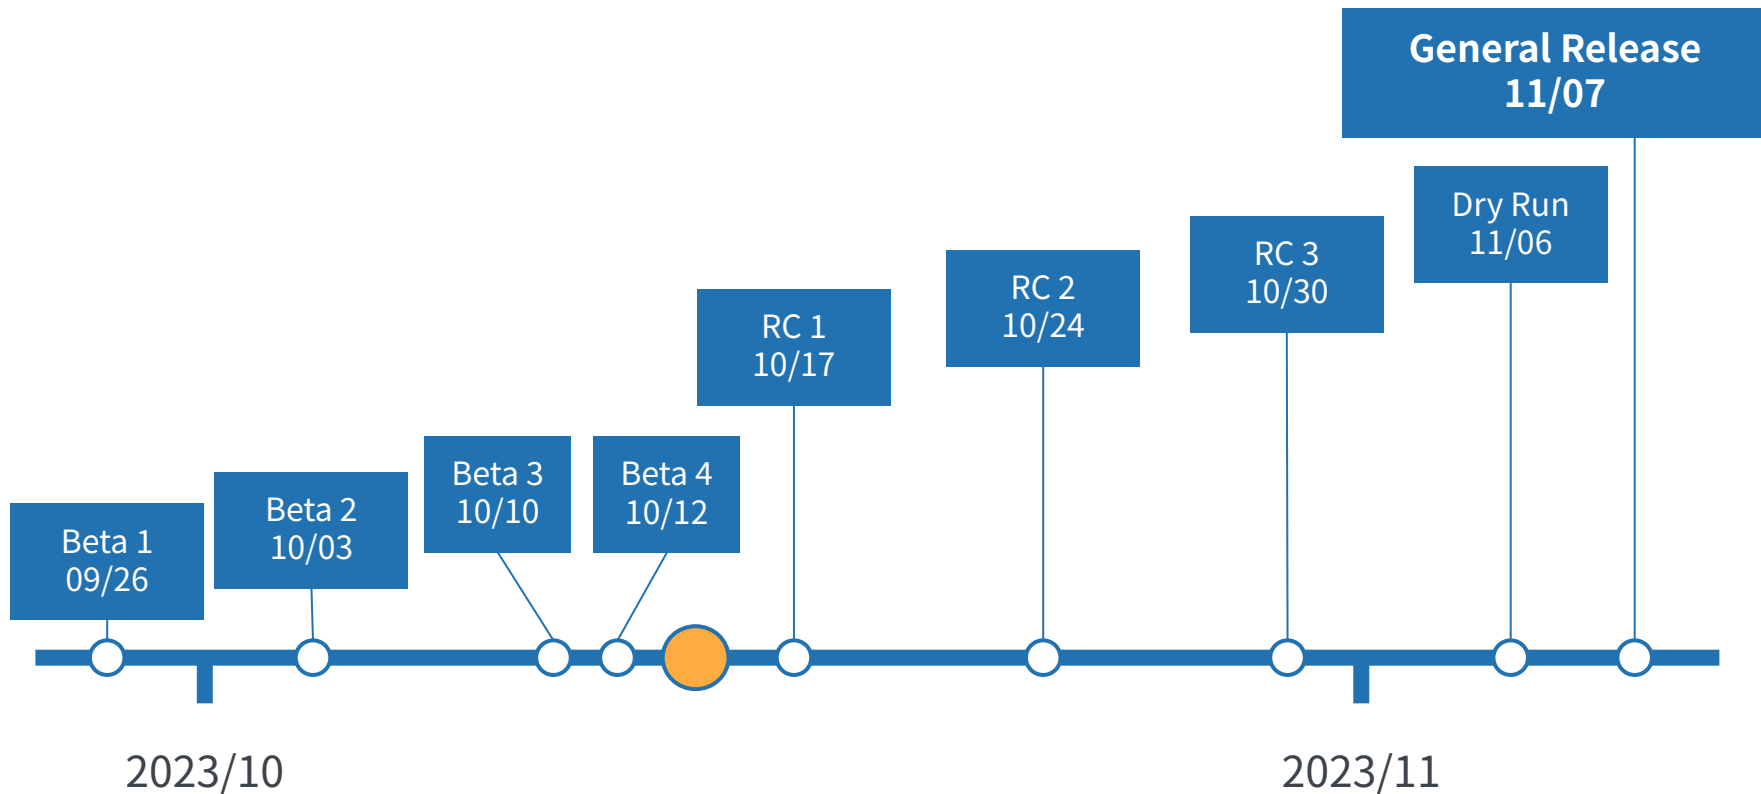 General Release
11/07
Dry Run
11/06
RC 3
10/30
RC 2
10/24
RC 1
10/17
Beta 3
10/10
Beta 4
10/12
Beta 2
10/03
Beta 1
09/26
2023/10
2023/11